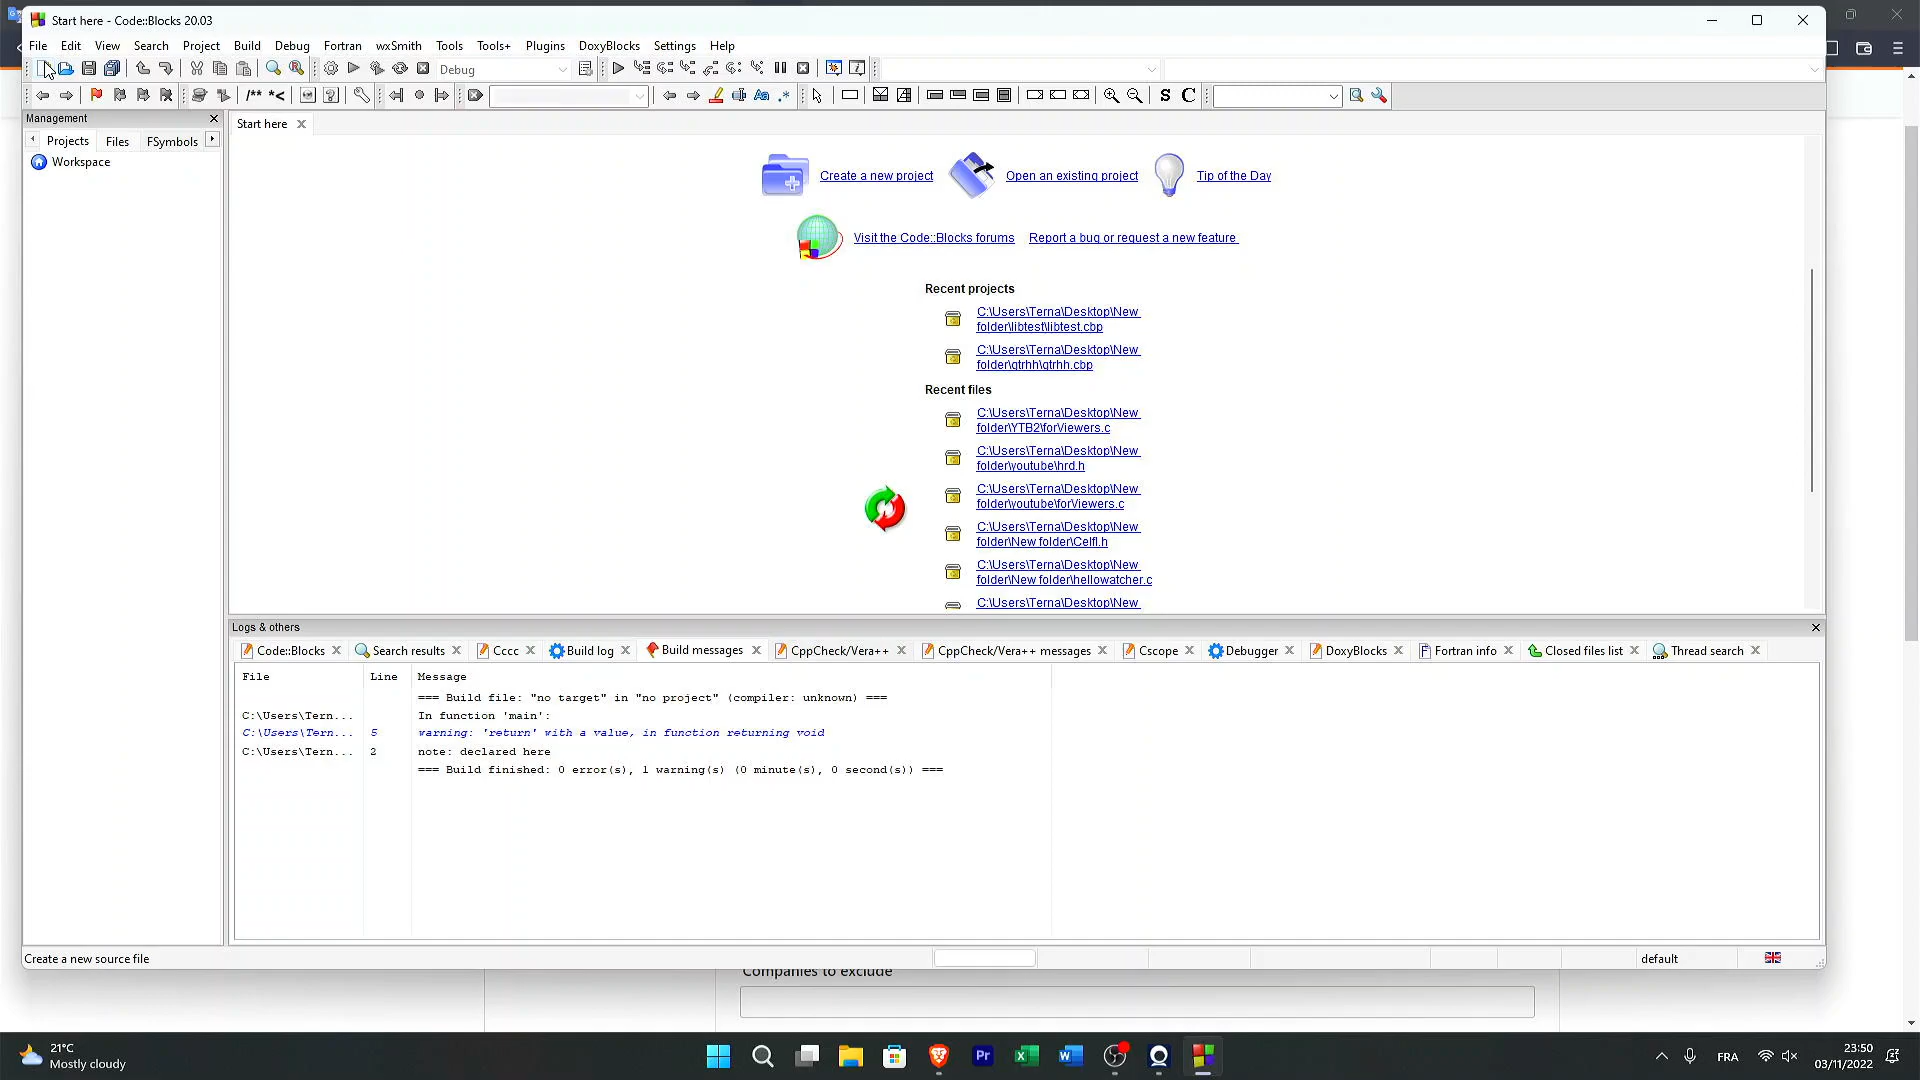 Start here - Code::Blocks 20.03
File Edit View Search Project Build Debug Fortran wxSmith Tools Tools+ Plugins DoxyBlocks Settings Help
Debug
/** *<
Aa .*
S C
Management
Projects Files FSymbols
Workspace
Start here
Create a new project Open an existing project Tip of the Day
Visit the Code::Blocks forums Report a bug or request a new feature
Recent projects
C:\Users\Terna\Desktop\New
folder\libtest\libtest.cbp
C:\Users\Terna\Desktop\New
folder\qtrhh\qtrhh.cbp
Recent files
C:\Users\Terna\Desktop\New
folder\YTB2\forViewers.c
C:\Users\Terna\Desktop\New
folder\youtube\hrd.h
C:\Users\Terna\Desktop\New
folder\youtube\forViewers.c
C:\Users\Terna\Desktop\New
folder\New folder\Celfl.h
C:\Users\Terna\Desktop\New
folder\New folder\hellowatcher.c
C:\Users\Terna\Desktop\New
Logs & others
Code::Blocks Search results Cccc Build log Build messages CppCheck/Vera++ CppCheck/Vera++ messages Cscope Debugger DoxyBlocks Fortran info Closed files list Thread search
File Line Message
=== Build file: "no target" in "no project" (compiler: unknown) ===
C:\Users\Tern... In function 'main':
C:\Users\Tern... 5 warning: 'return' with a value, in function returning void
C:\Users\Tern... 2 note: declared here
=== Build finished: 0 error(s), 1 warning(s) (0 minute(s), 0 second(s)) ===
Create a new source file
default
Companies to exclude
21°C
Mostly cloudy
Pr
FRA
23:50
03/11/2022